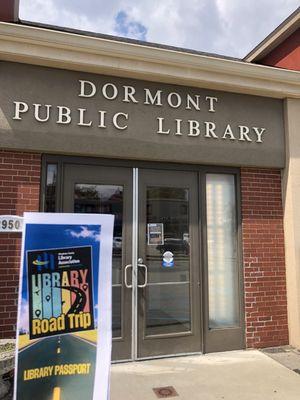 DORMONT
PUBLIC LIBRARY
950
Library
Association
LIBRARY
Road Trip
LIBRARY PASSPORT